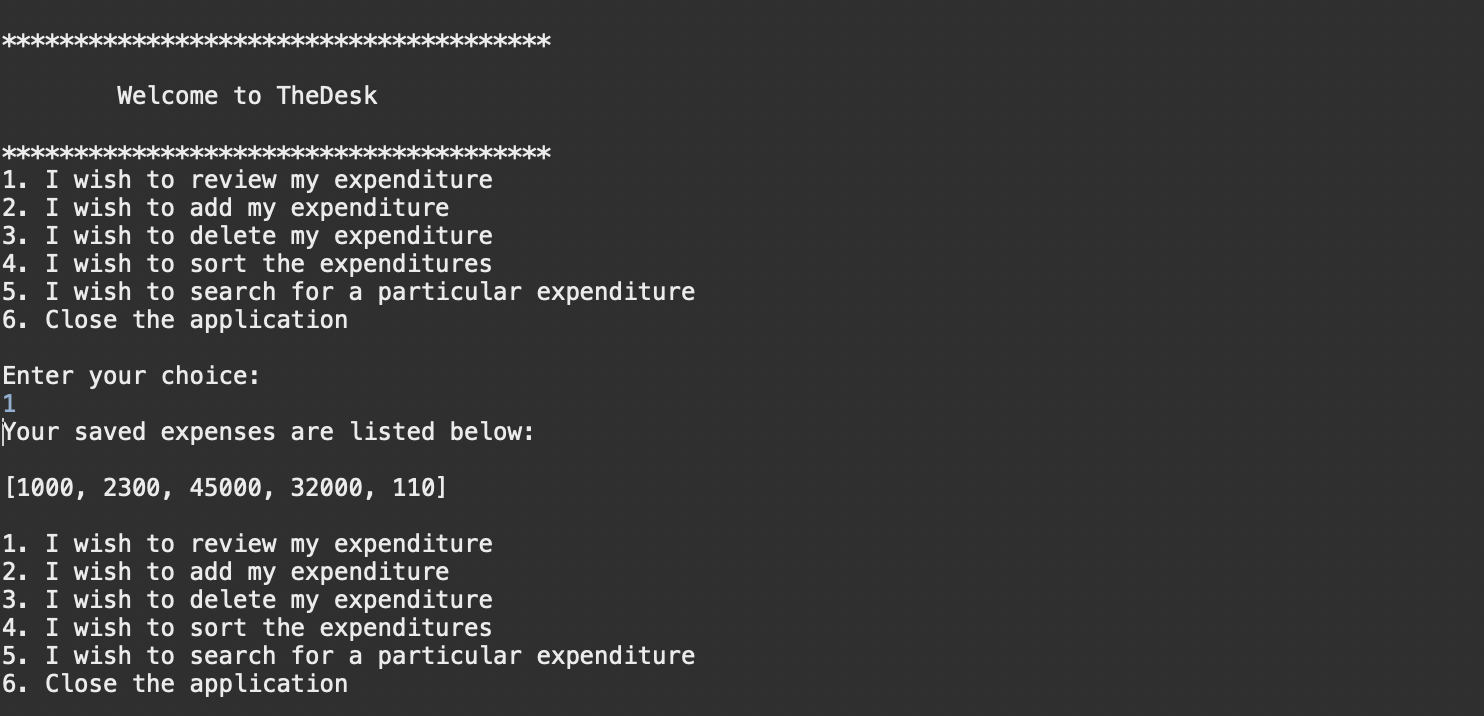 **************************************
Welcome to TheDesk
**************************************
1. I wish to review my expenditure
2. I wish to add my expenditure
3. I wish to delete my expenditure
4. I wish to sort the expenditures
5. I wish to search for a particular expenditure
6. Close the application
Enter your choice:
1
Your saved expenses are listed below:
[1000, 2300, 45000, 32000, 110]
1. I wish to review my expenditure
2. I wish to add my expenditure
3. I wish to delete my expenditure
4. I wish to sort the expenditures
5. I wish to search for a particular expenditure
6. Close the application